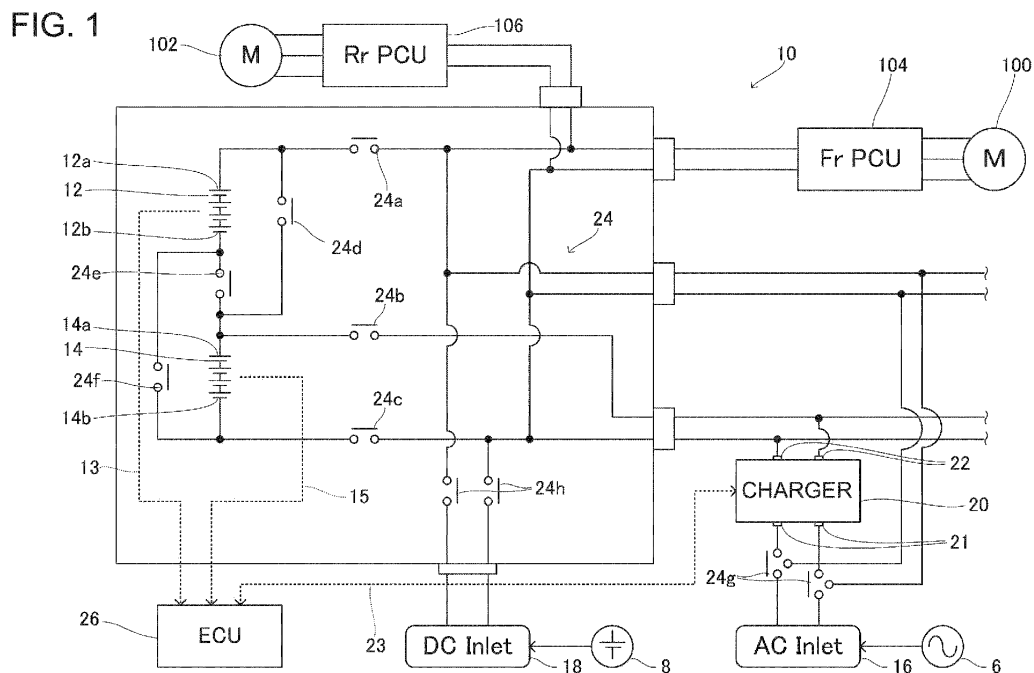 FIG. 1
102
M
Rr PCU
106
10
104
100
Fr PCU
M
12a
12
12b
24a
24d
24
24e
24b
14a
14
24f
14b
24c
13
15
24h
22
CHARGER
20
21
24g
26
ECU
23
DC Inlet
18
8
AC Inlet
16
6